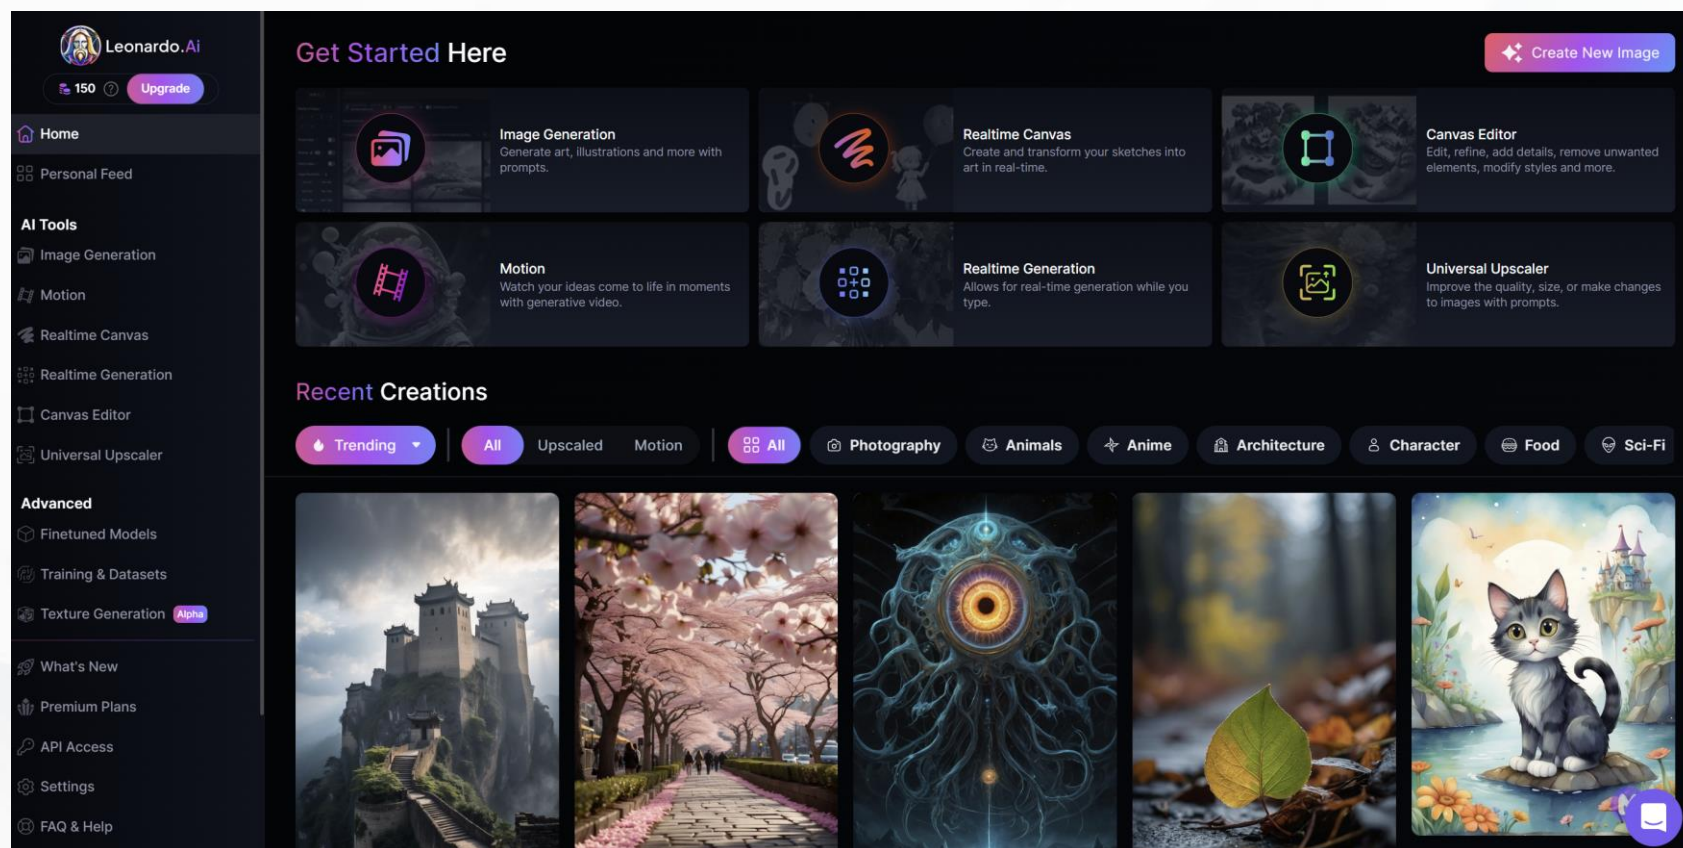 Leonardo.Ai
150
Upgrade
Home
Personal Feed
AI Tools
Image Generation
Motion
Realtime Canvas
Realtime Generation
Canvas Editor
Universal Upscaler
Advanced
Finetuned Models
Training & Datasets
Texture Generation Alpha
What's New
Premium Plans
API Access
Settings
FAQ & Help
Get Started Here
Create New Image
Image Generation
Generate art, illustrations and more with
prompts.
Realtime Canvas
Create and transform your sketches into
art in real-time.
Canvas Editor
Edit, refine, add details, remove unwanted
elements, modify styles and more.
Motion
Watch your ideas come to life in moments
with generative video.
Realtime Generation
Allows for real-time generation while you
type.
Universal Upscaler
Improve the quality, size, or make changes
to images with prompts.
Recent Creations
Trending All Upscaled Motion All Photography Animals Anime Architecture Character Food Sci-Fi